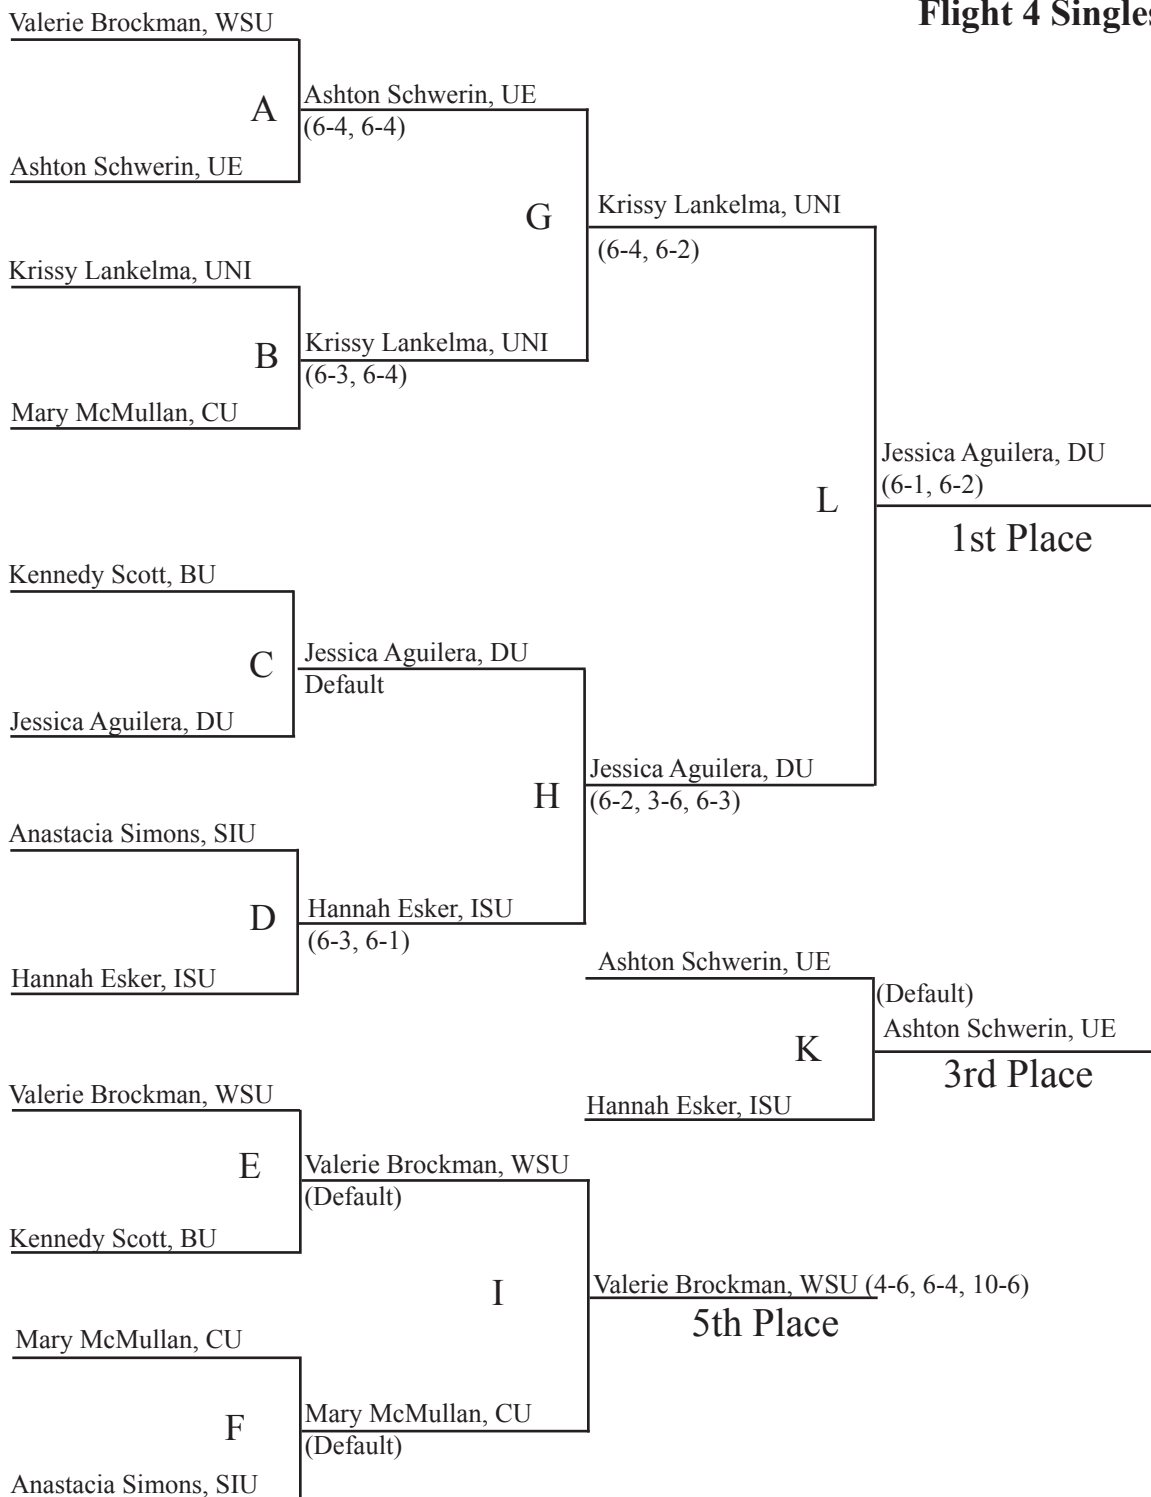 Flight 4 Singles
Valerie Brockman, WSU
A
Ashton Schwerin, UE
(6-4, 6-4)
Ashton Schwerin, UE
G
Krissy Lankelma, UNI
(6-4, 6-2)
Krissy Lankelma, UNI
B
Krissy Lankelma, UNI
(6-3, 6-4)
Mary McMullan, CU
L
Jessica Aguilera, DU
(6-1, 6-2)
1st Place
Kennedy Scott, BU
C
Jessica Aguilera, DU
Default
Jessica Aguilera, DU
H
Jessica Aguilera, DU
(6-2, 3-6, 6-3)
Anastacia Simons, SIU
D
Hannah Esker, ISU
(6-3, 6-1)
Hannah Esker, ISU
Ashton Schwerin, UE
K
(Default)
Ashton Schwerin, UE
3rd Place
Hannah Esker, ISU
Valerie Brockman, WSU
E
Valerie Brockman, WSU
(Default)
Kennedy Scott, BU
I
Valerie Brockman, WSU (4-6, 6-4, 10-6)
5th Place
Mary McMullan, CU
F
Mary McMullan, CU
(Default)
Anastacia Simons, SIU